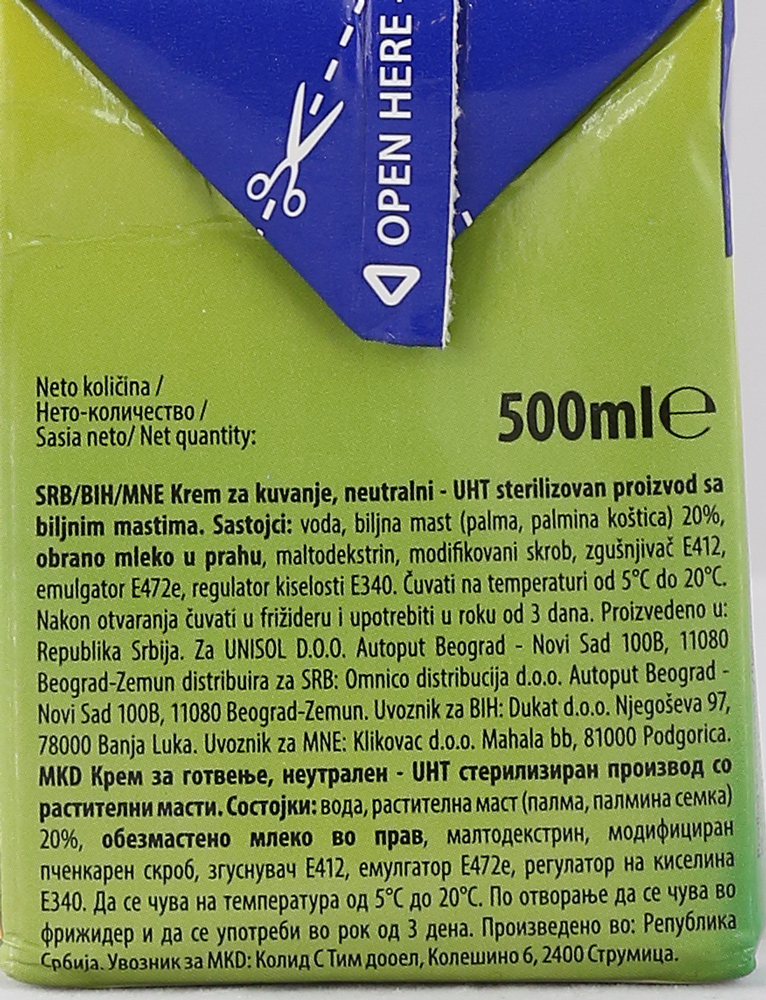 OPEN HERE
Neto količina /
Нето-количество /
Sasia neto/ Net quantity:
500ml℮
SRB/BIH/MNE Krem za kuvanje, neutralni - UHT sterilizovan proizvod sa
biljnim mastima. Sastojci: voda, biljna mast (palma, palmina koštica) 20%,
obrano mleko u prahu, maltodekstrin, modifikovani skrob, zgušnjivač E412,
emulgator E472e, regulator kiselosti E340. Čuvati na temperaturi od 5°C do 20°C.
Nakon otvaranja čuvati u frižideru i upotrebiti u roku od 3 dana. Proizvedeno u:
Republika Srbija. Za UNISOL D.O.O. Autoput Beograd - Novi Sad 100B, 11080
Beograd-Zemun distribuira za SRB: Omnico distribucija d.o.o. Autoput Beograd -
Novi Sad 100B, 11080 Beograd-Zemun. Uvoznik za BIH: Dukat d.o.o. Njegoševa 97,
78000 Banja Luka. Uvoznik za MNE: Klikovac d.o.o. Mahala bb, 81000 Podgorica.
MKD Крем за готвење, неутрален - UHT стерилизиран производ со
растителни масти. Состојки: вода, растителна маст (палма, палмина семка)
20%, обезмастено млеко во прав, малтодекстрин, модифициран
пченкарен скроб, згуснувач E412, емулгатор E472e, регулатор на киселина
E340. Да се чува на температура од 5°C до 20°C. По отворање да се чува во
фрижидер и да се употреби во рок од 3 дена. Произведено во: Република
Србија. Увозник за MKD: Колид С Тим дооел, Колешино 6, 2400 Струмица.